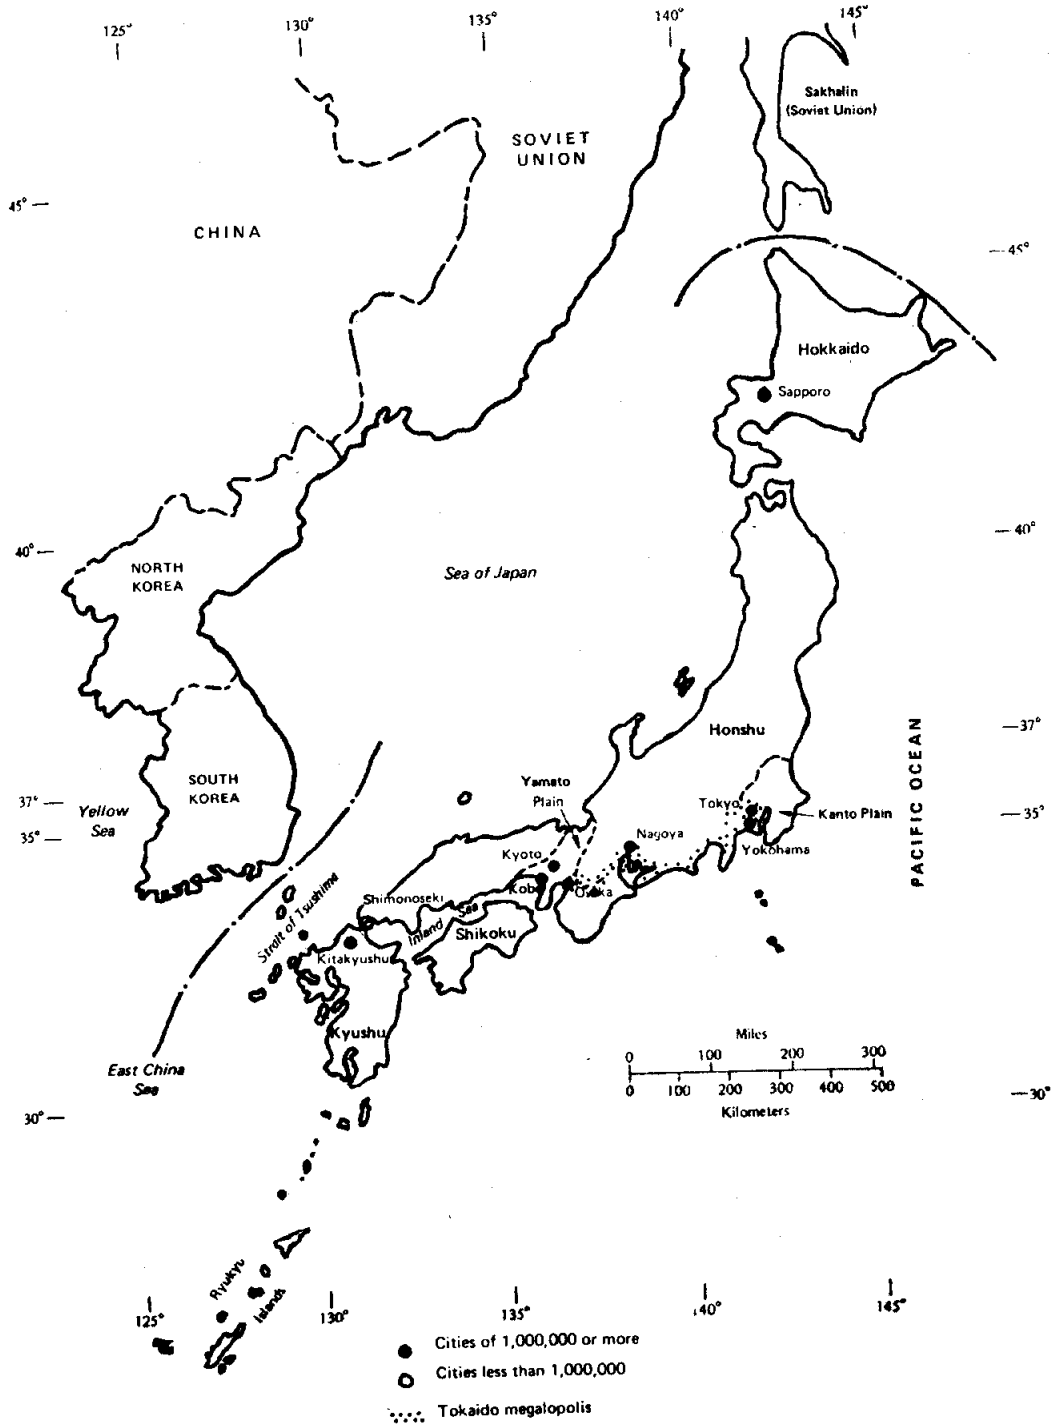 125°
130°
135°
140°
145°
Sakhalin
(Soviet Union)
SOVIET
UNION
45°
CHINA
45°
Hokkaido
Sapporo
40°
40°
NORTH
KOREA
Sea of Japan
37°
Honshu
PACIFIC OCEAN
SOUTH
KOREA
Yamato
Plain
37°
Yellow
Sea
35°
Tokyo
Kanto Plain
35°
Nagoya
Yokohama
Kyoto
Kobe
Osaka
Shimonoseki
Strait of Tsushima
Inland Sea
Shikoku
Kitakyushu
Kyushu
Miles
0 100 200 300
0 100 200 300 400 500
Kilometers
East China
Sea
30°
30°
Ryukyu
Islands
125°
130°
135°
140°
145°
Cities of 1,000,000 or more
Cities less than 1,000,000
Tokaido megalopolis